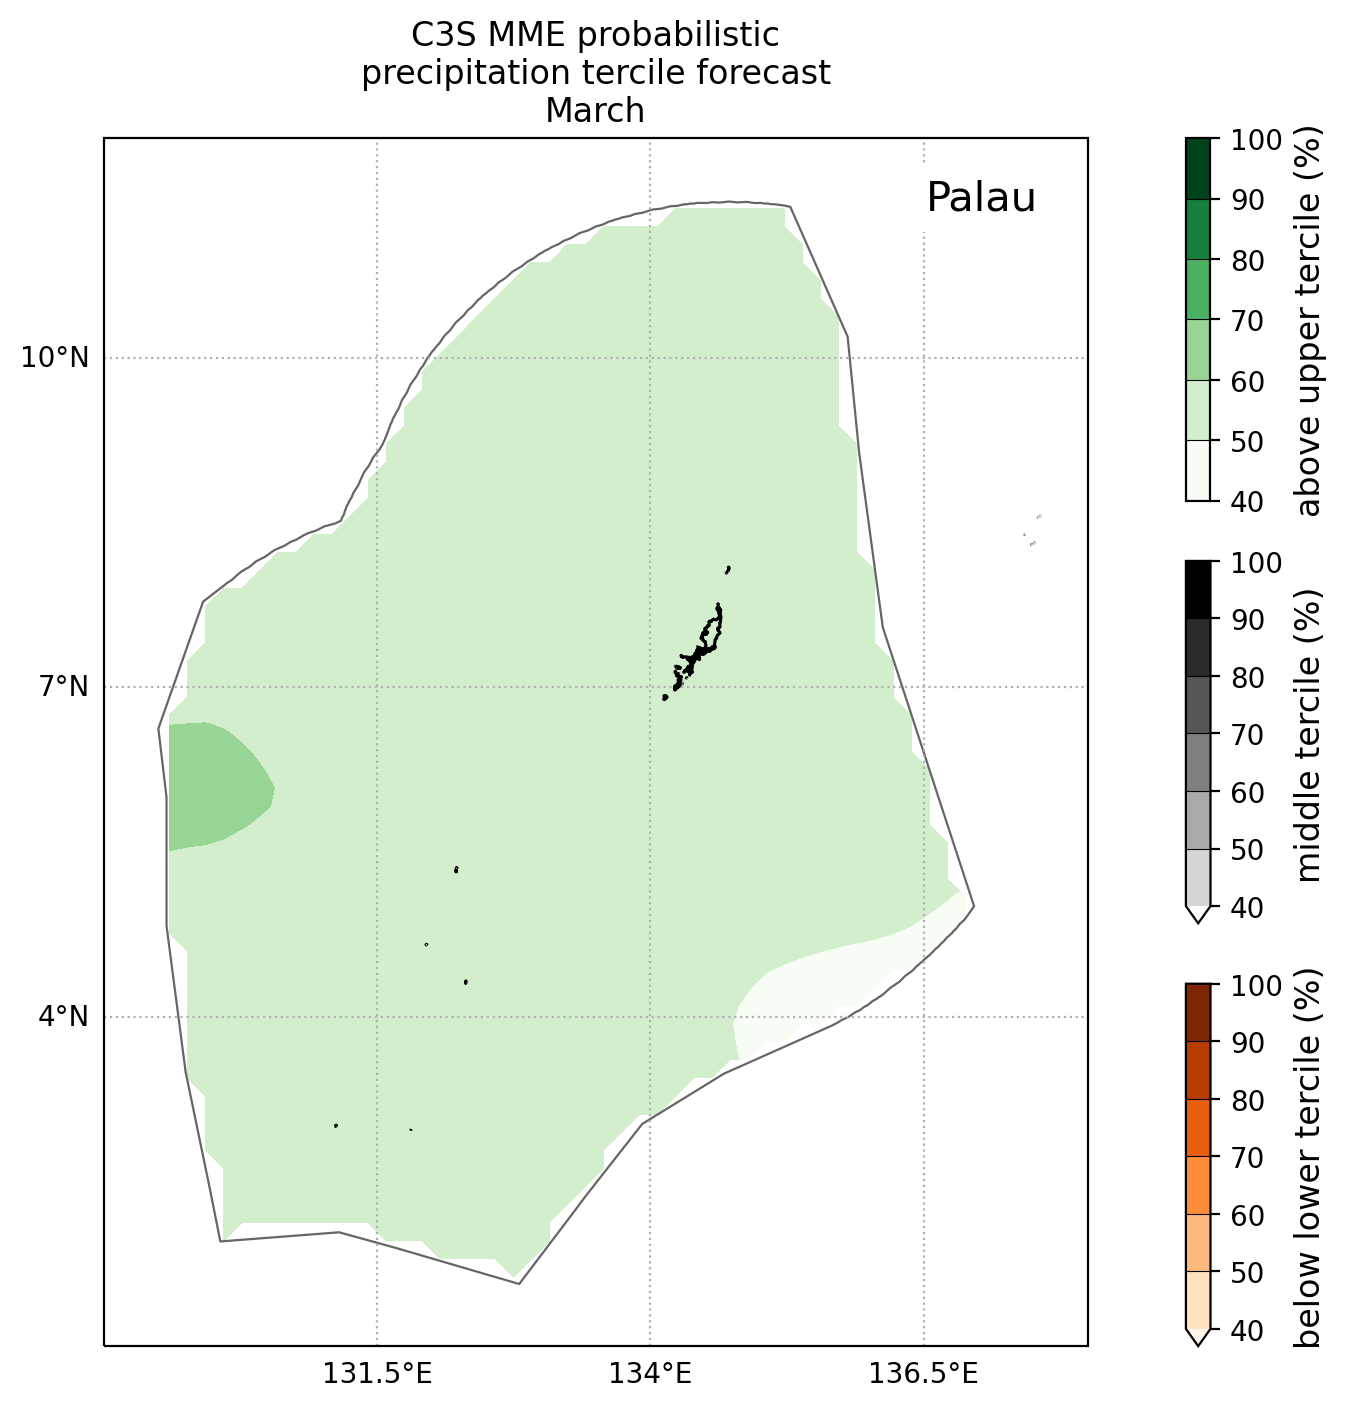 C3S MME probabilistic
precipitation tercile forecast
March
Palau
10°N
7°N
4°N
131.5°E
134°E
136.5°E
100
90
80
70
60
50
40
above upper tercile (%)
100
90
80
70
60
50
40
middle tercile (%)
100
90
80
70
60
50
40
below lower tercile (%)